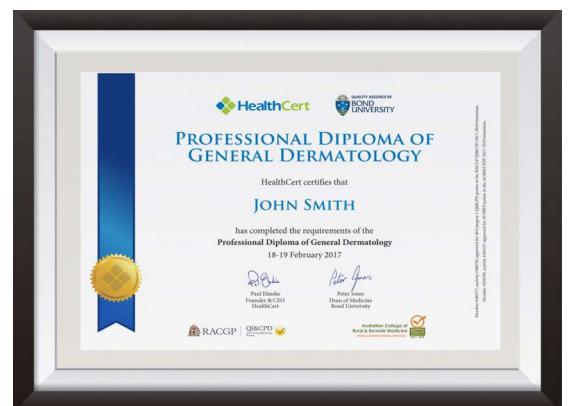 HealthCert
QUALITY ASSURED BY
BOND
UNIVERSITY
PROFESSIONAL DIPLOMA OF
GENERAL DERMATOLOGY
HealthCert certifies that
JOHN SMITH
has completed the requirements of the
Professional Diploma of General Dermatology
18-19 February 2017
Paul Elmslie
Founder & CEO
HealthCert
Peter Jones
Dean of Medicine
Bond University
RACGP
QI&CPD
Australian College of
Rural & Remote Medicine